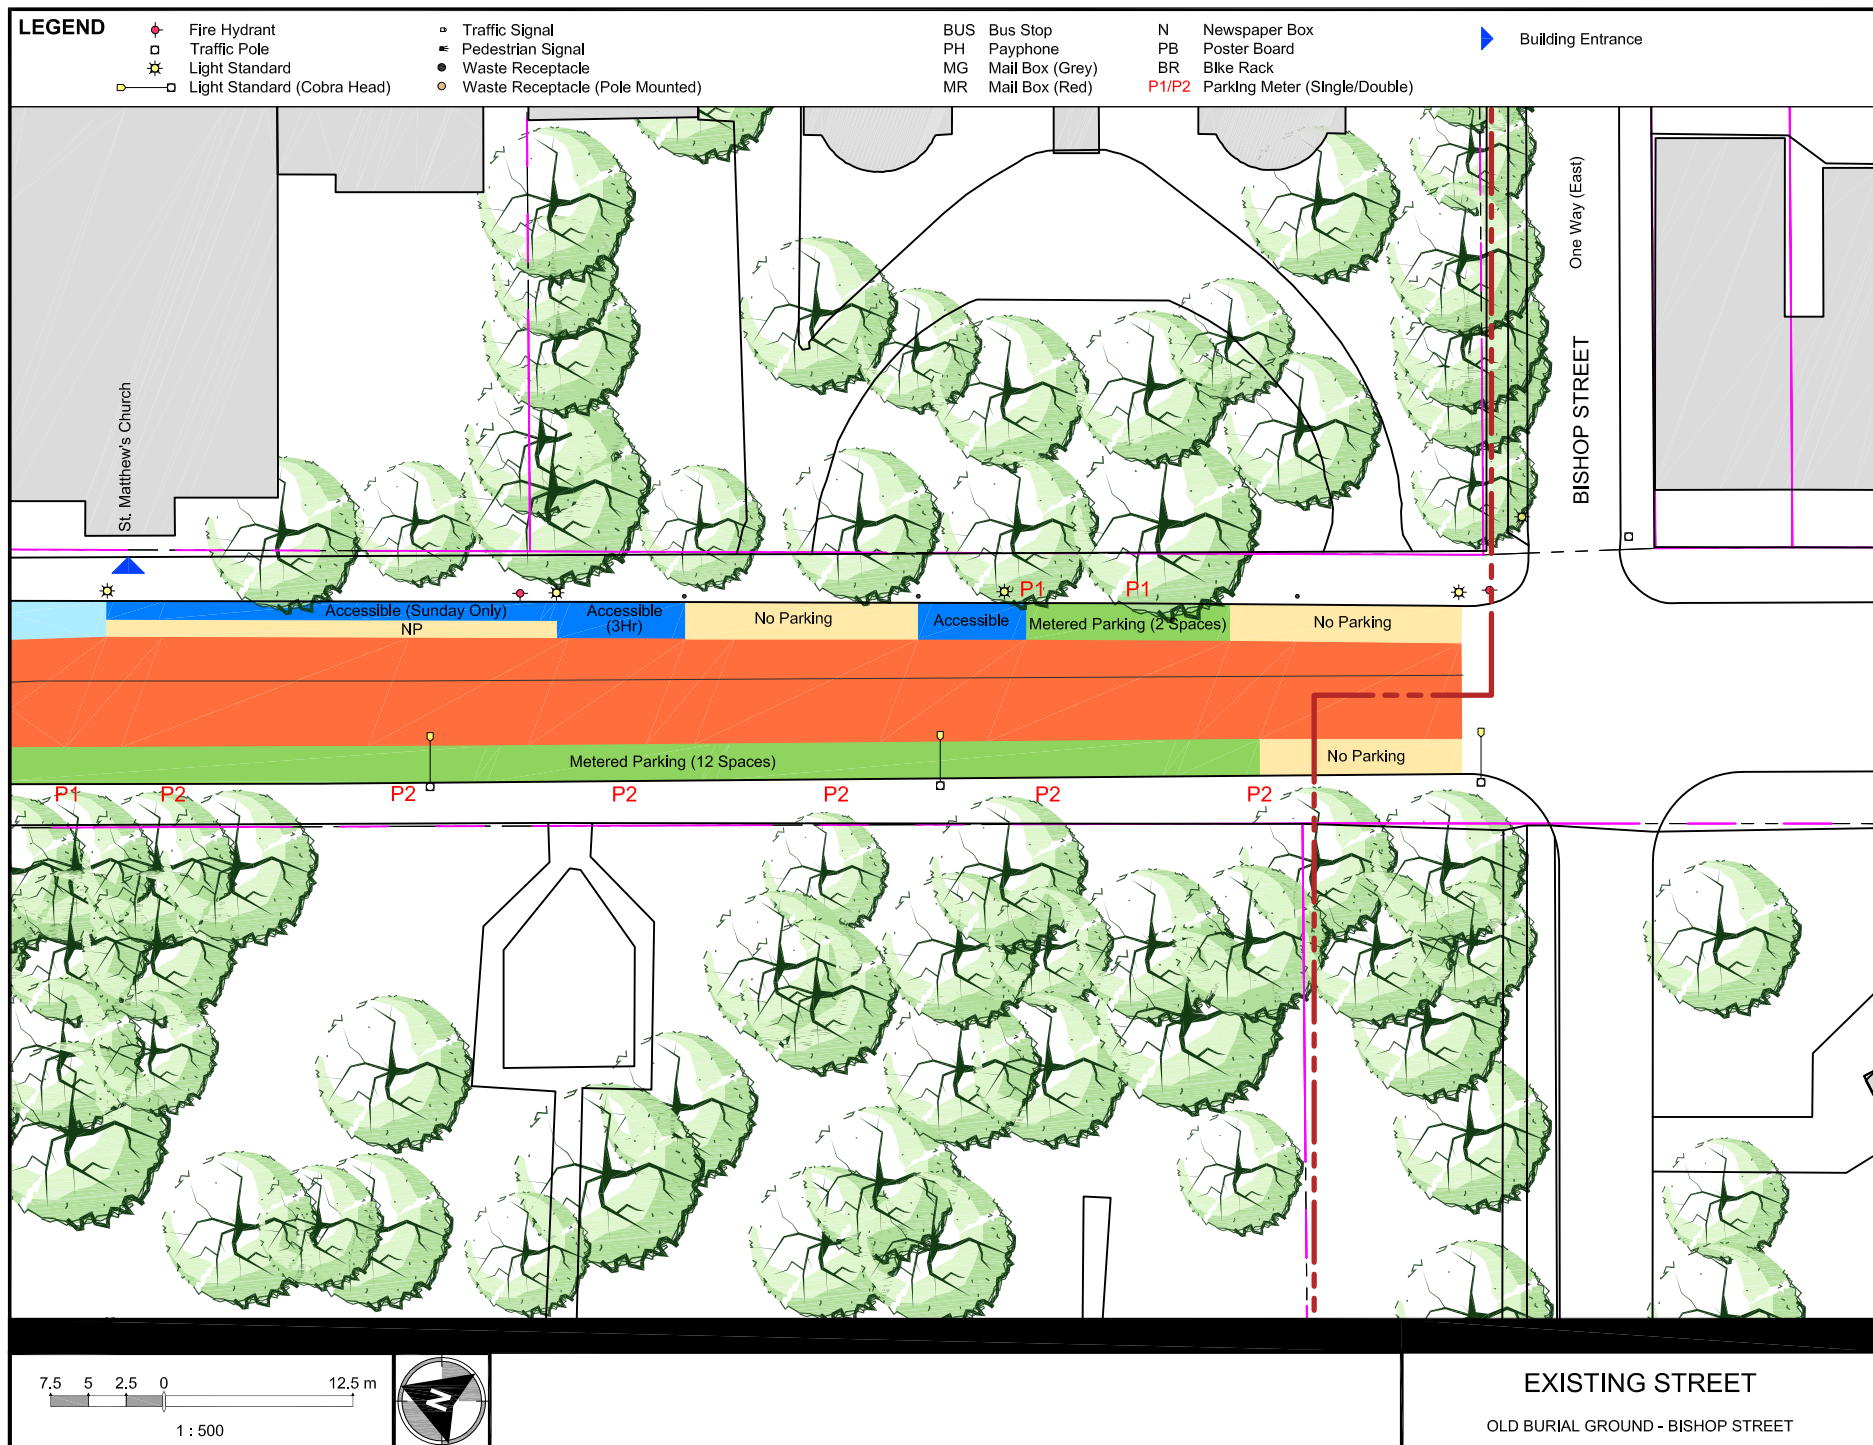 LEGEND
Fire Hydrant
Traffic Pole
Light Standard
Light Standard (Cobra Head)
Traffic Signal
Pedestrian Signal
Waste Receptacle
Waste Receptacle (Pole Mounted)
BUS Bus Stop
PH Payphone
MG Mail Box (Grey)
MR Mail Box (Red)
N Newspaper Box
PB Poster Board
BR Bike Rack
P1/P2 Parking Meter (Single/Double)
Building Entrance
One Way (East)
BISHOP STREET
St. Matthew's Church
P1 P1
Accessible (Sunday Only)
NP
Accessible
(3Hr)
No Parking
Accessible
Metered Parking (2 Spaces)
No Parking
Metered Parking (12 Spaces)
No Parking
P1 P2 P2 P2 P2 P2 P2
7.5 5 2.5 0 12.5 m
1 : 500
N
EXISTING STREET
OLD BURIAL GROUND - BISHOP STREET